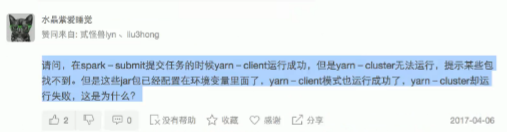 水晶紫爱睡觉
赞同来自: 贰怪兽lyn 、liu3hong
请问，在spark – submit提交任务的时候yarn – client运行成功，但是yarn – cluster无法运行，提示某些包
找不到。但是这些jar包已经配置在环境变量里面了，yarn – client模式也运行成功了，yarn – cluster却运
行失败，这是为什么?
2 0 没有帮助 收藏 感谢 分享 2017-04-06